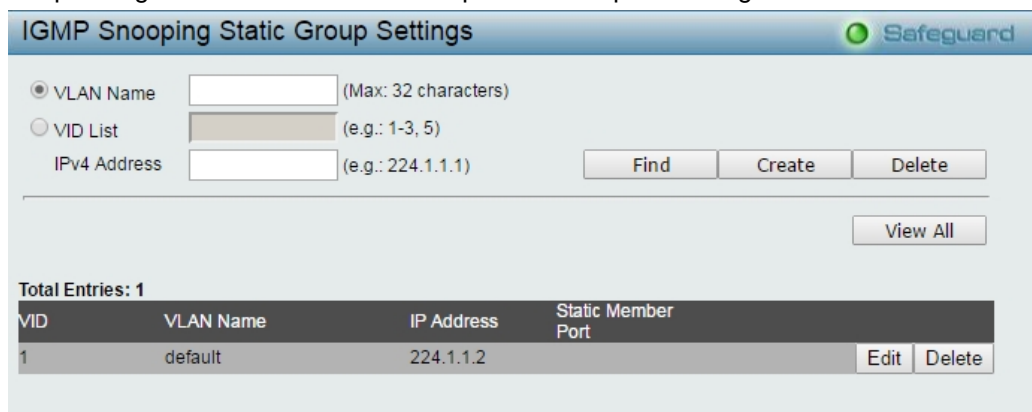 IGMP Snooping Static Group Settings Safeguard
VLAN Name (Max: 32 characters)
VID List (e.g.: 1-3, 5)
IPv4 Address (e.g.: 224.1.1.1) Find Create Delete
View All
Total Entries: 1
VID VLAN Name IP Address Static Member Port
1 default 224.1.1.2 Edit Delete